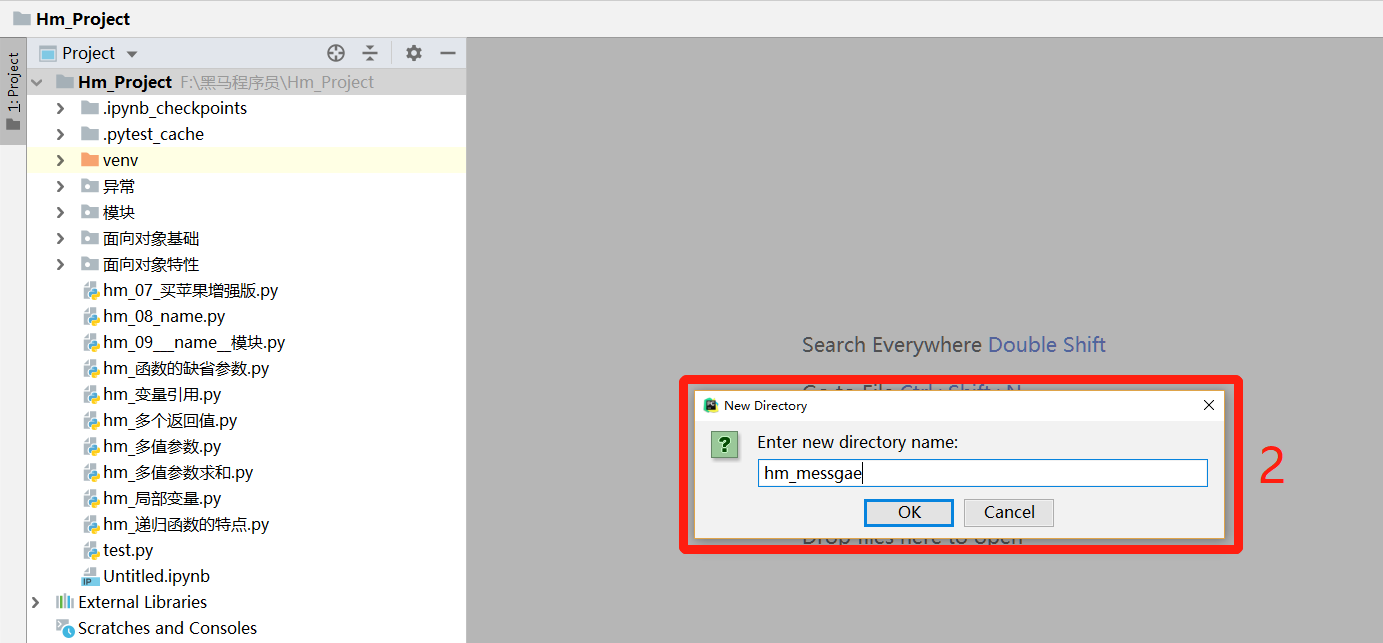 Hm_Project
1: Project
Project
Hm_Project F:\黑马程序员\Hm_Project
.ipynb_checkpoints
.pytest_cache
venv
异常
模块
面向对象基础
面向对象特性
hm_07_买苹果增强版.py
hm_08_name.py
hm_09___name__模块.py
hm_函数的缺省参数.py
hm_变量引用.py
hm_多个返回值.py
hm_多值参数.py
hm_多值参数求和.py
hm_局部变量.py
hm_递归函数的特点.py
test.py
Untitled.ipynb
External Libraries
Scratches and Consoles
Search Everywhere Double Shift
Go to File Ctrl+Shift+N
New Directory
Enter new directory name:
hm_messgae
OK Cancel
Drop files here to open
2